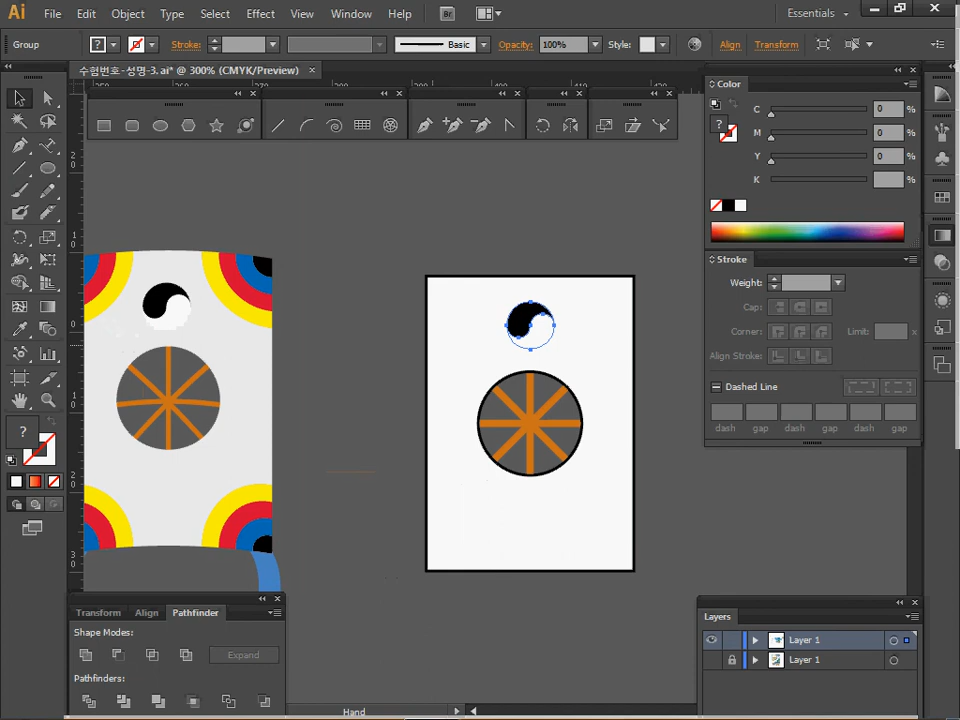 Ai File Edit Object Type Select Effect View Window Help Br Essentials
Group Stroke: Basic Opacity: 100% Style: Align Transform
수험번호-성명-3.ai* @ 300% (CMYK/Preview)
Color
C 0 %
M 0 %
Y 0 %
K %
Stroke
Weight:
Cap:
Corner: Limit:
Align Stroke:
Dashed Line
dash gap dash gap dash gap
Transform Align Pathfinder
Shape Modes:
Expand
Pathfinders:
Layers
Layer 1
Layer 1
Hand